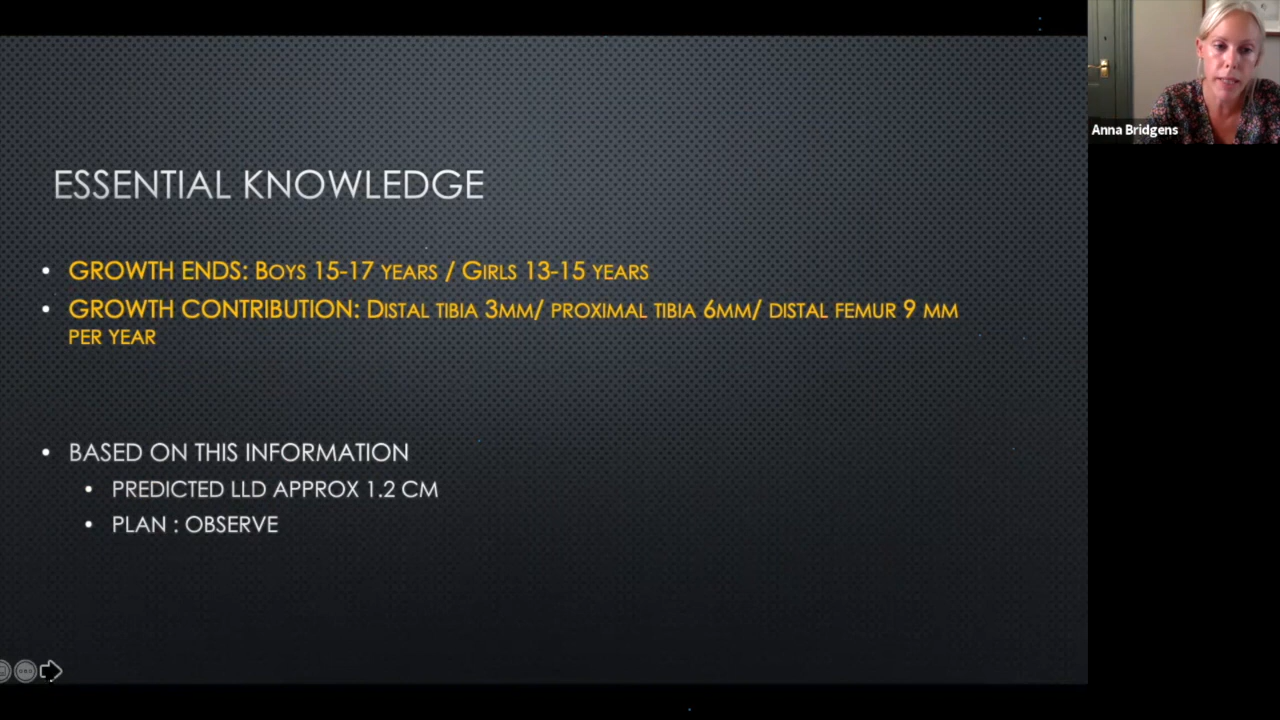 Anna Bridgens
ESSENTIAL KNOWLEDGE
• GROWTH ENDS: BOYS 15-17 YEARS / GIRLS 13-15 YEARS
• GROWTH CONTRIBUTION: DISTAL TIBIA 3MM/ PROXIMAL TIBIA 6MM/ DISTAL FEMUR 9 MM
PER YEAR
• BASED ON THIS INFORMATION
• PREDICTED LLD APPROX 1.2 CM
• PLAN : OBSERVE